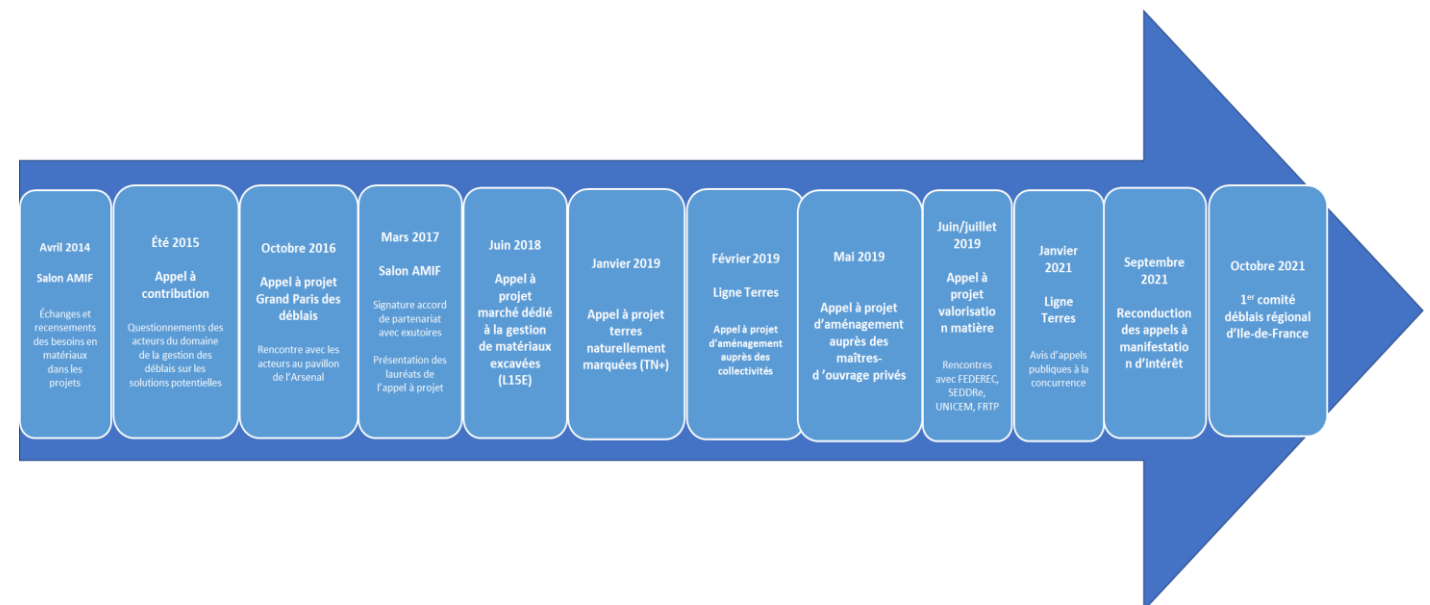 Avril 2014
Salon AMIF
Échanges et
recensements
des besoins en
matériaux
dans les
projets
Été 2015
Appel à
contribution
Questionnements des
acteurs du domaine
de la gestion des
déblais sur les
solutions potentielles
Octobre 2016
Appel à projet
Grand Paris des
déblais
Rencontre avec les
acteurs au pavillon
de l'Arsenal
Mars 2017
Salon AMIF
Signature accord
de partenariat
avec exutoires
Présentation des
lauréats de
l'appel à projet
Juin 2018
Appel à
projet
marché dédié
à la gestion
de matériaux
excavées
(L15E)
Janvier 2019
Appel à projet
terres
naturellement
marquées (TN+)
Février 2019
Ligne Terres
Appel à projet
d'aménagement
auprès des
collectivités
Mai 2019
Appel à projet
d'aménagement
auprès des
maîtres-
d 'ouvrage privés
Juin/juillet
2019
Appel à
projet
valorisatio
n matière
Rencontres
avec FEDEREC,
SEDDRe,
UNICEM, FRTP
Janvier
2021
Ligne
Terres
Avis d'appels
publiques à la
concurrence
Septembre
2021
Reconduction
des appels à
manifestatio
n d'intérêt
Octobre 2021
1er comité
déblais régional
d'Ile-de-France